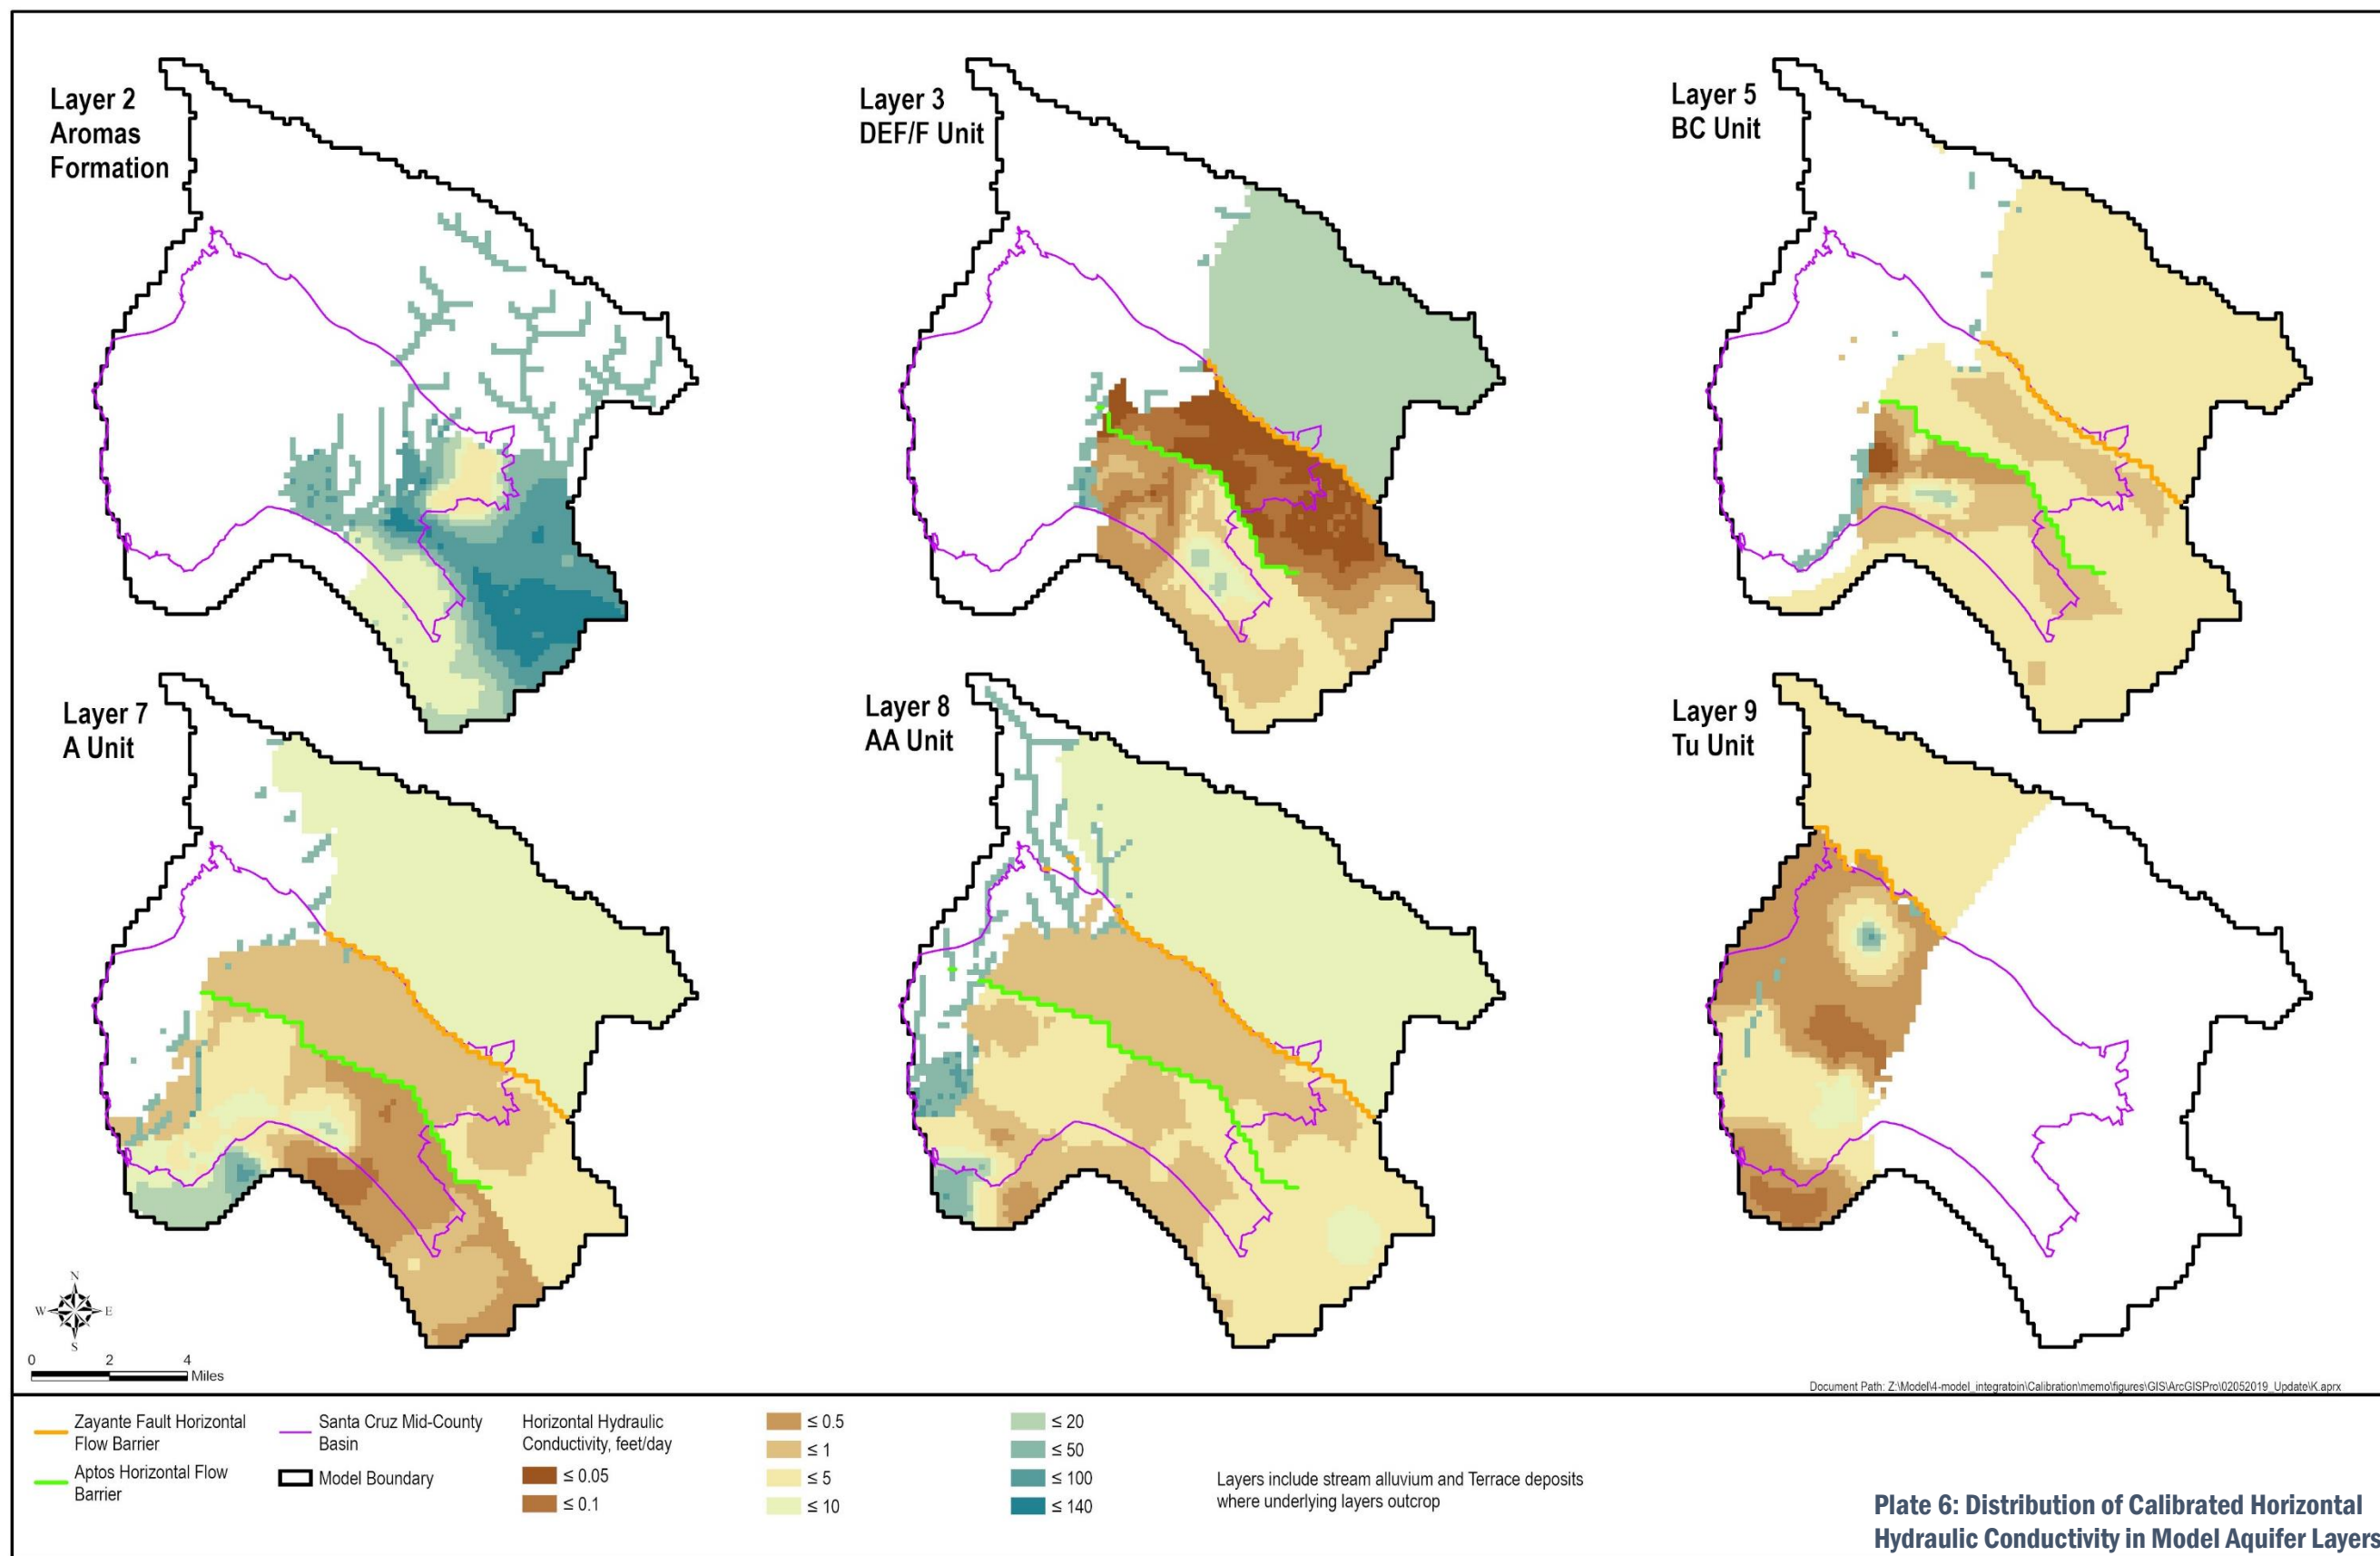 Layer 2
Aromas
Formation
Layer 3
DEF/F Unit
Layer 5
BC Unit
Layer 7
A Unit
Layer 8
AA Unit
Layer 9
Tu Unit
N
W E
S
0 2 4
Miles
Document Path: Z:\Model\4-model_integratoin\Calibration\memo\figures\GIS\ArcGISPro\02052019_Update\K.aprx
Zayante Fault Horizontal
Flow Barrier
Aptos Horizontal Flow
Barrier
Santa Cruz Mid-County
Basin
Model Boundary
Horizontal Hydraulic
Conductivity, feet/day
≤ 0.05
≤ 0.1
≤ 0.5
≤ 1
≤ 5
≤ 10
≤ 20
≤ 50
≤ 100
≤ 140
Layers include stream alluvium and Terrace deposits
where underlying layers outcrop
Plate 6: Distribution of Calibrated Horizontal
Hydraulic Conductivity in Model Aquifer Layers